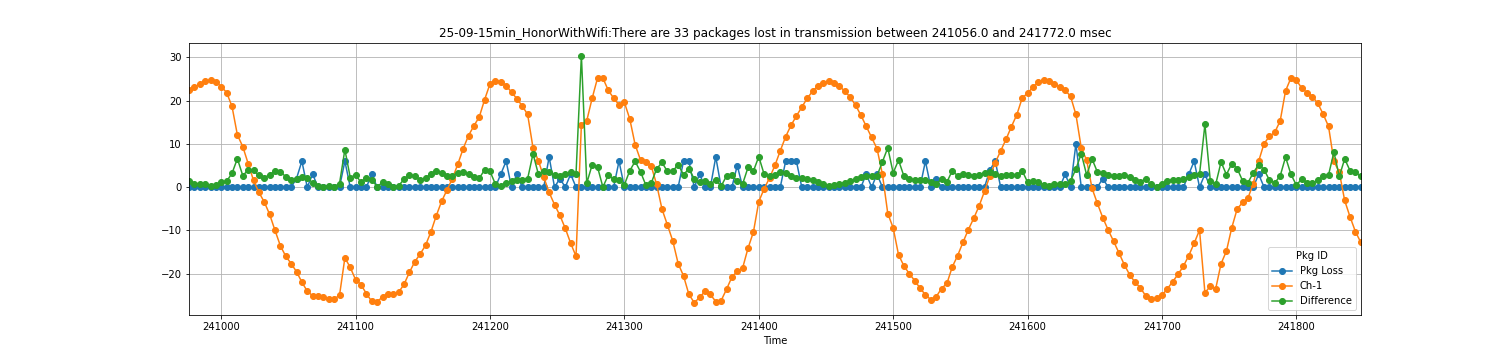 25-09-15min_HonorWithWifi:There are 33 packages lost in transmission between 241056.0 and 241772.0 msec
30
20
10
0
−10
−20
241000 241100 241200 241300 241400 241500 241600 241700 241800
Time
Pkg ID
Pkg Loss
Ch-1
Difference